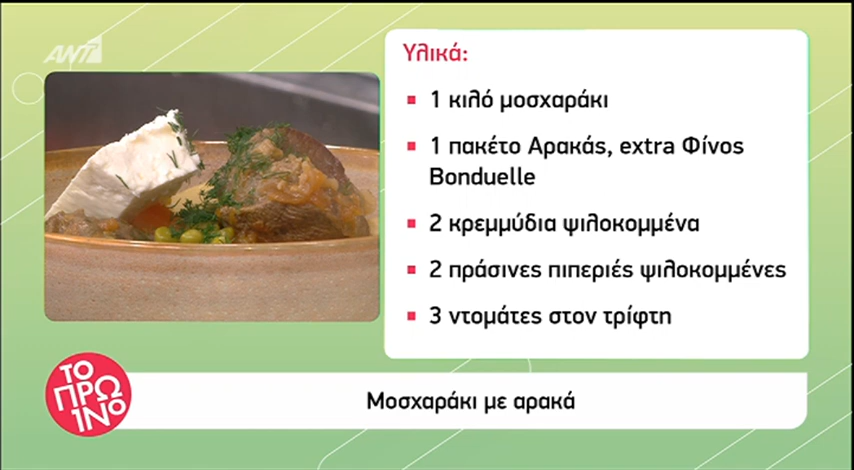 ANT1
Υλικά:
1 κιλό μοσχαράκι
1 πακέτο Αρακάς, extra Φίνος
Bonduelle
2 κρεμμύδια ψιλοκομμένα
2 πράσινες πιπεριές ψιλοκομμένες
3 ντομάτες στον τρίφτη
ΤΟ
ΠΡΩ
ΙΝΟ
Μοσχαράκι με αρακά